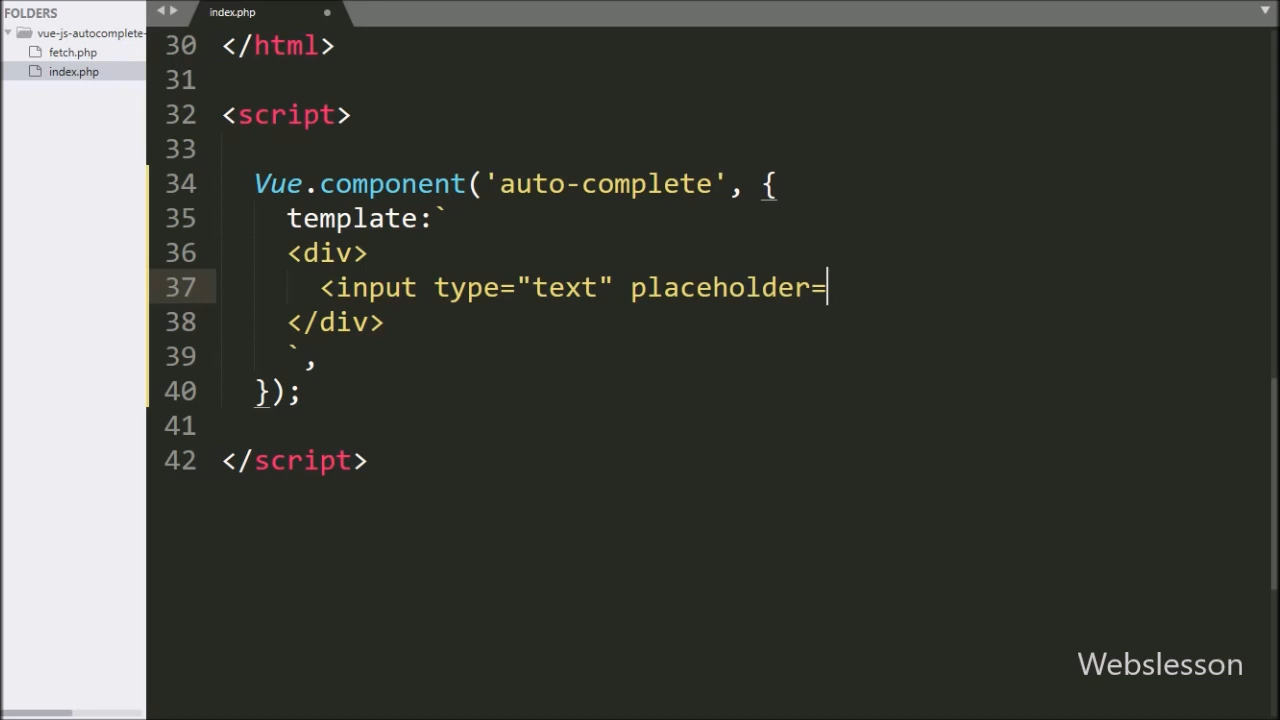 FOLDERS
vue-js-autocomplete-
fetch.php
index.php
index.php
30 </html>
31
32 <script>
33
34 Vue.component('auto-complete', {
35 template:`
36 <div>
37 <input type="text" placeholder=
38 </div>
39 `,
40 });
41
42 </script>
Webslesson